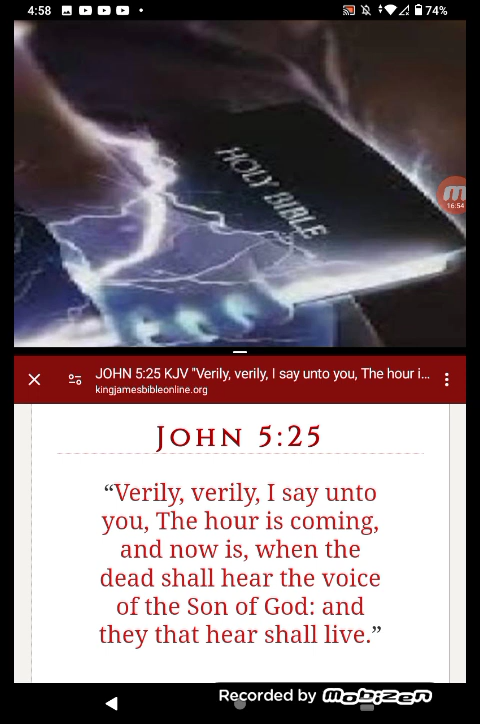 4:58
74%
HOLY BIBLE
16:54
JOHN 5:25 KJV "Verily, verily, I say unto you, The hour i...
kingjamesbibleonline.org
John 5:25
“Verily, verily, I say unto
you, The hour is coming,
and now is, when the
dead shall hear the voice
of the Son of God: and
they that hear shall live.”
Recorded by Mobizen